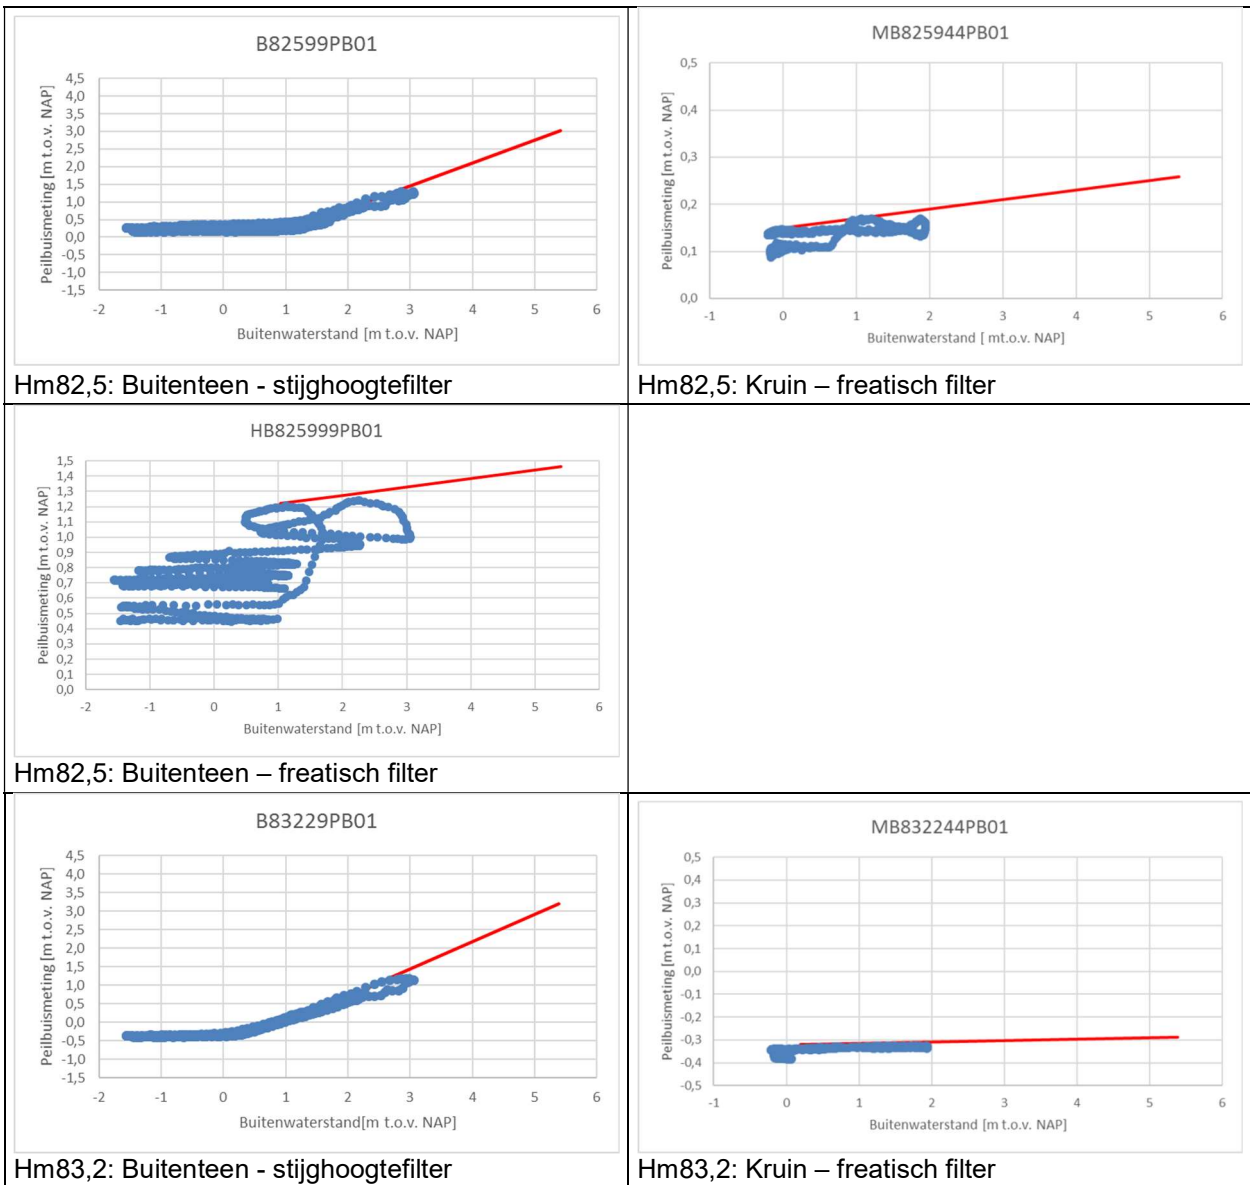 B82599PB01
4,5
4,0
3,5
3,0
2,5
2,0
1,5
1,0
0,5
0,0
-0,5
-1,0
-1,5
-2 -1 0 1 2 3 4 5 6
Peilbuismeting [m t.o.v. NAP]
Buitenwaterstand [m t.o.v. NAP]
Hm82,5: Buitenteen - stijghoogtefilter
MB825944PB01
0,5
0,4
0,3
0,2
0,1
0,0
-1 0 1 2 3 4 5 6
Peilbuismeting [m t.o.v. NAP]
Buitenwaterstand [ mt.o.v. NAP]
Hm82,5: Kruin – freatisch filter
HB825999PB01
1,5
1,4
1,3
1,2
1,1
1,0
0,9
0,8
0,7
0,6
0,5
0,4
0,3
0,2
0,1
0,0
-2 -1 0 1 2 3 4 5 6
Peilbuismeting [m t.o.v. NAP]
Buitenwaterstand [m t.o.v. NAP]
Hm82,5: Buitenteen – freatisch filter
B83229PB01
4,5
4,0
3,5
3,0
2,5
2,0
1,5
1,0
0,5
0,0
-0,5
-1,0
-1,5
-2 -1 0 1 2 3 4 5 6
Peilbuismeting [m t.o.v. NAP]
Buitenwaterstand[m t.o.v. NAP]
Hm83,2: Buitenteen - stijghoogtefilter
MB832244PB01
0,5
0,4
0,3
0,2
0,1
0,0
-0,1
-0,2
-0,3
-0,4
-0,5
-1 0 1 2 3 4 5 6
Peilbuismeting [m t.o.v. NAP]
Buitenwaterstand [m t.o.v. NAP]
Hm83,2: Kruin – freatisch filter